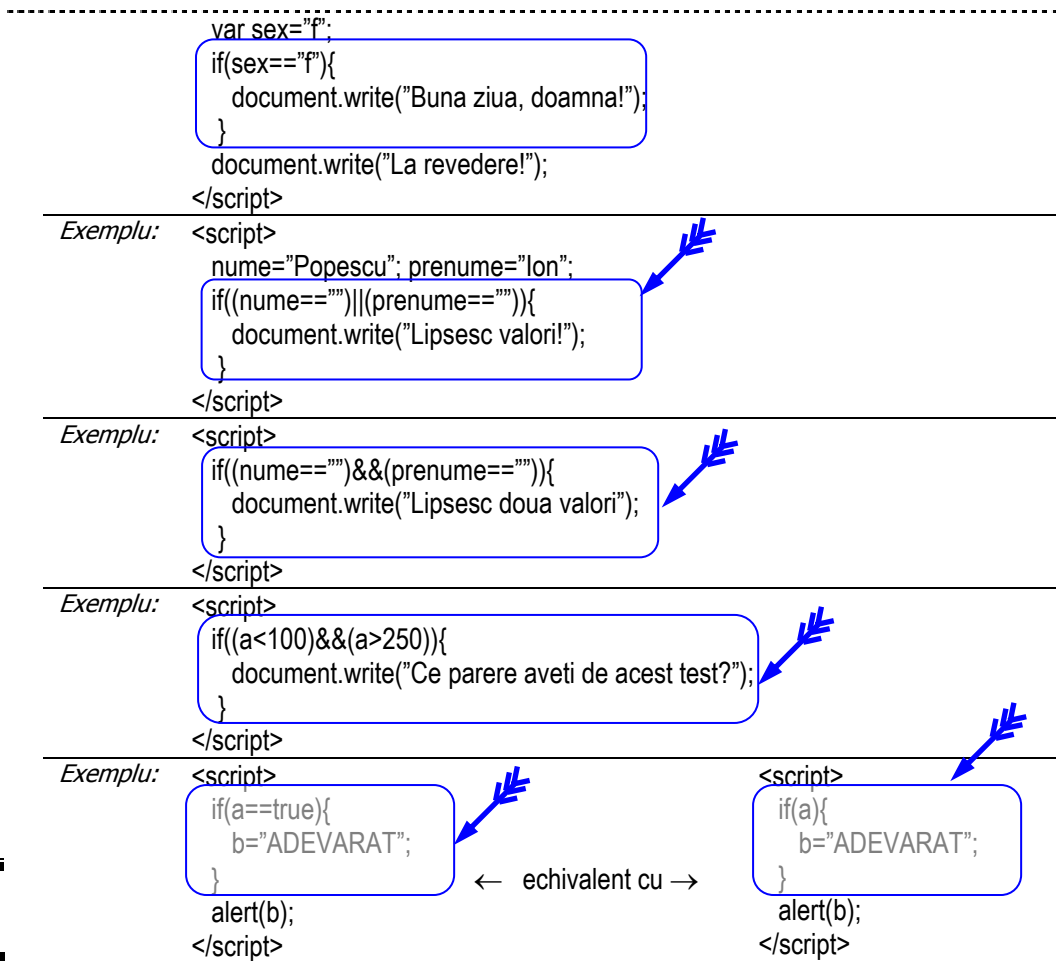 var sex=”f”;
if(sex==”f”){
document.write(”Buna ziua, doamna!”);
}
document.write(”La revedere!”);
</script>
Exemplu: <script>
nume=”Popescu”; prenume=”Ion”;
if((nume==””)||(prenume==””)){
document.write(”Lipsesc valori!”);
}
</script>
Exemplu: <script>
if((nume==””)&&(prenume==””)){
document.write(”Lipsesc doua valori”);
}
</script>
Exemplu: <script>
if((a<100)&&(a>250)){
document.write(”Ce parere aveti de acest test?”);
}
</script>
Exemplu: <script> <script>
if(a==true){ if(a){
b=”ADEVARAT”; b=”ADEVARAT”;
} ← echivalent cu → }
alert(b); alert(b);
</script> </script>